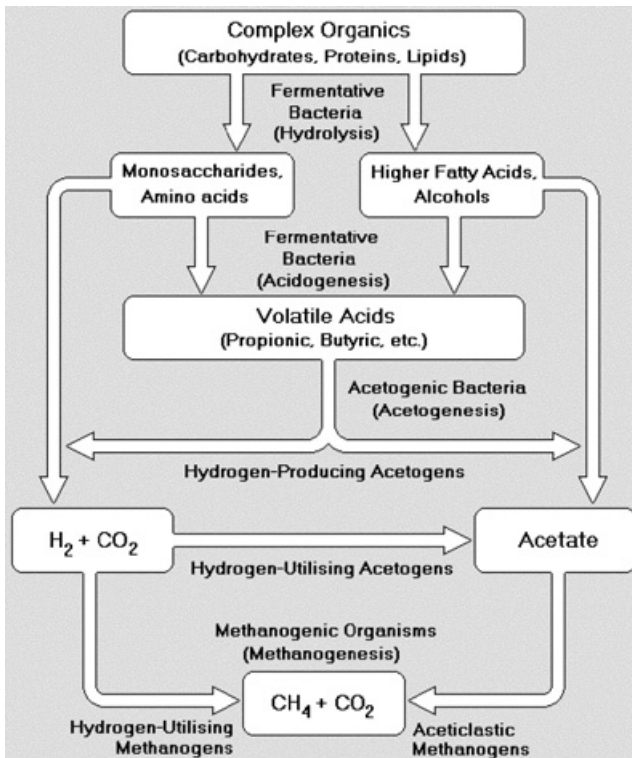 Complex Organics
(Carbohydrates, Proteins, Lipids)
Fermentative
Bacteria
(Hydrolysis)
Monosaccharides,
Amino acids
Higher Fatty Acids,
Alcohols
Fermentative
Bacteria
(Acidogenesis)
Volatile Acids
(Propionic, Butyric, etc.)
Acetogenic Bacteria
(Acetogenesis)
Hydrogen-Producing Acetogens
H₂ + CO₂
Acetate
Hydrogen-Utilising Acetogens
Methanogenic Organisms
(Methanogenesis)
CH₄ + CO₂
Hydrogen-Utilising
Methanogens
Aceticlastic
Methanogens